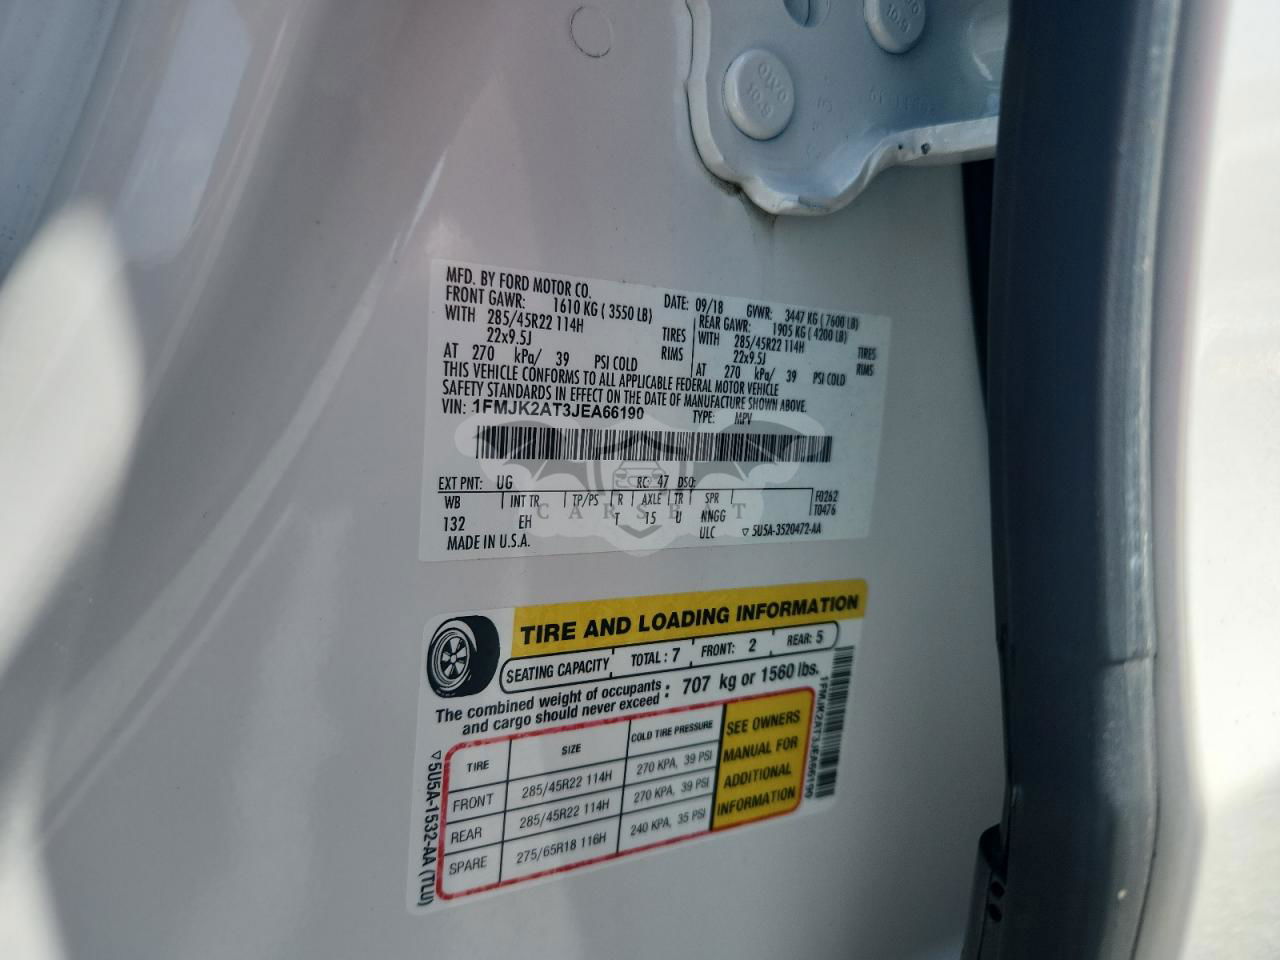 MFD. BY FORD MOTOR CO.
DATE: 09/18 GVWR: 3447 KG ( 7600 LB)
FRONT GAWR: 1610 KG ( 3550 LB) REAR GAWR: 1905 KG ( 4200 LB)
WITH 285/45R22 114H TIRES WITH 285/45R22 114H TIRES
22x9.5J RIMS 22x9.5J RIMS
AT 270 kPa/ 39 PSI COLD AT 270 kPa/ 39 PSI COLD
THIS VEHICLE CONFORMS TO ALL APPLICABLE FEDERAL MOTOR VEHICLE
SAFETY STANDARDS IN EFFECT ON THE DATE OF MANUFACTURE SHOWN ABOVE.
VIN: 1FMJK2AT3JEA66190 TYPE: MPV
EXT PNT: UG RC: 47 DSO:
WB INT TR TP/PS R AXLE TR SPR F0262
132 EH T 15 U NNGG T0476
MADE IN U.S.A. ULC ▽ 5U5A-3520472-AA
CARSBAT
TIRE AND LOADING INFORMATION
SEATING CAPACITY TOTAL: 7 FRONT: 2 REAR: 5
The combined weight of occupants and cargo should never exceed : 707 kg or 1560 lbs.
TIRE SIZE COLD TIRE PRESSURE
FRONT 285/45R22 114H 270 KPA, 39 PSI
REAR 285/45R22 114H 270 KPA, 39 PSI
SPARE 275/65R18 116H 240 KPA, 35 PSI
SEE OWNERS
MANUAL FOR
ADDITIONAL
INFORMATION
1FMJK2AT3JEA66190
▽5U5A-1532-AA (TLU)
10.9
10.9